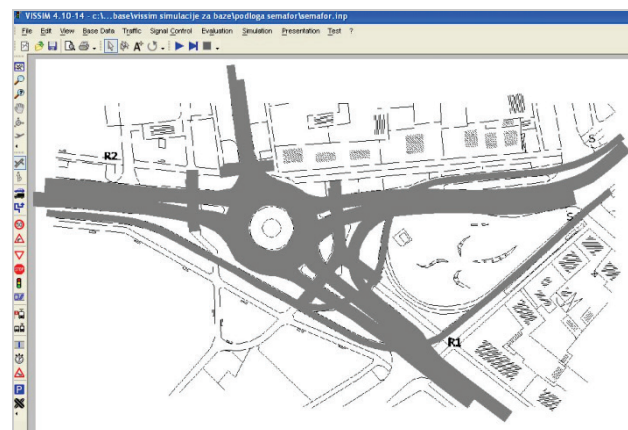 VISSIM 4.10-14 - c:\...base\vissim simulacije za baze\podloga semafor\semafor.inp
File Edit View Base Data Traffic Signal Control Evaluation Simulation Presentation Test ?
R2
S
S
R1